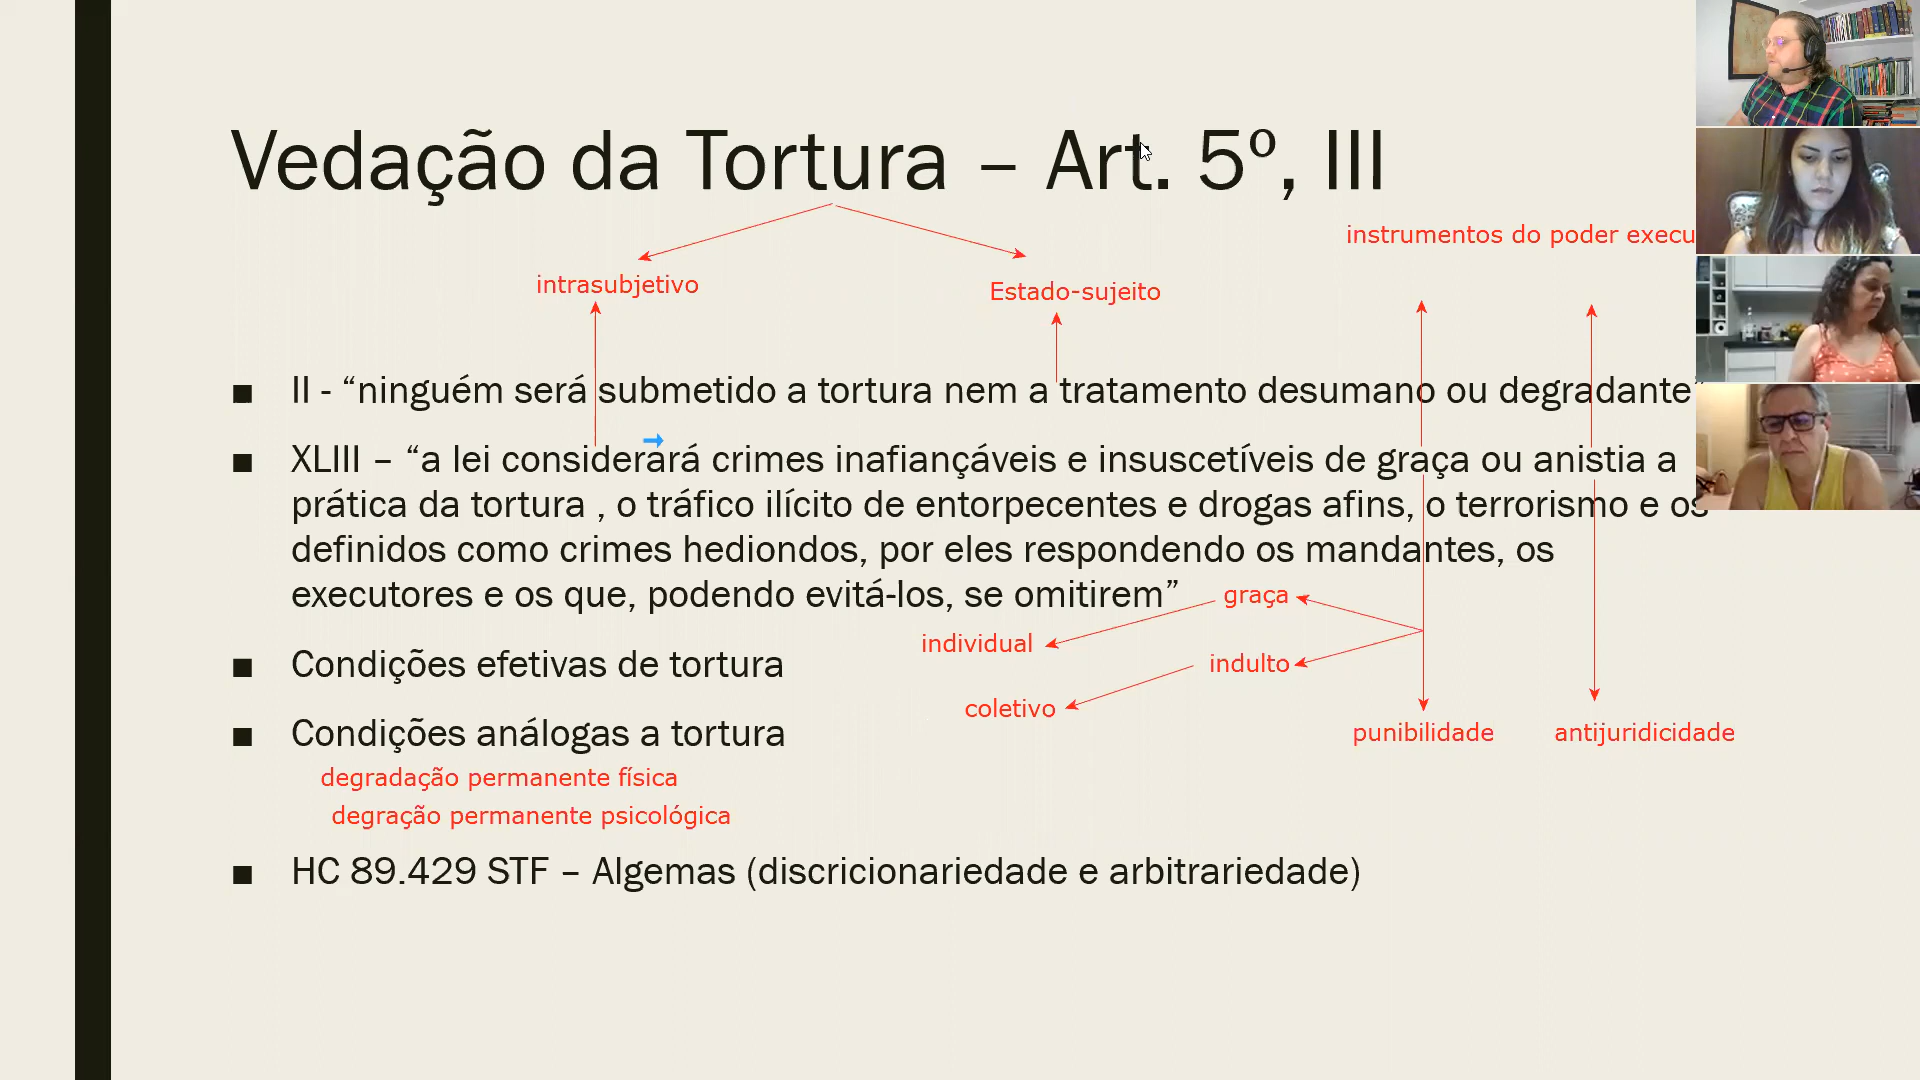 Vedação da Tortura – Art. 5º, III
instrumentos do poder execu
intrasubjetivo
Estado-sujeito
■ II - “ninguém será submetido a tortura nem a tratamento desumano ou degradante”
■ XLIII – “a lei considerará crimes inafiançáveis e insuscetíveis de graça ou anistia a
prática da tortura , o tráfico ilícito de entorpecentes e drogas afins, o terrorismo e os
definidos como crimes hediondos, por eles respondendo os mandantes, os
executores e os que, podendo evitá-los, se omitirem”
graça
individual
indulto
■ Condições efetivas de tortura
coletivo
■ Condições análogas a tortura
punibilidade
antijuridicidade
degradação permanente física
degração permanente psicológica
■ HC 89.429 STF – Algemas (discricionariedade e arbitrariedade)